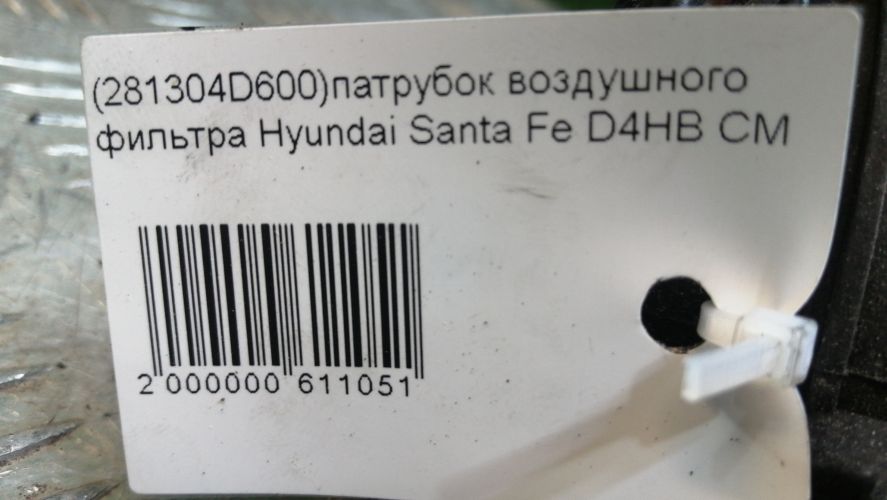 (281304D600)патрубок воздушного
фильтра Hyundai Santa Fe D4HB CM
2 000000 611051